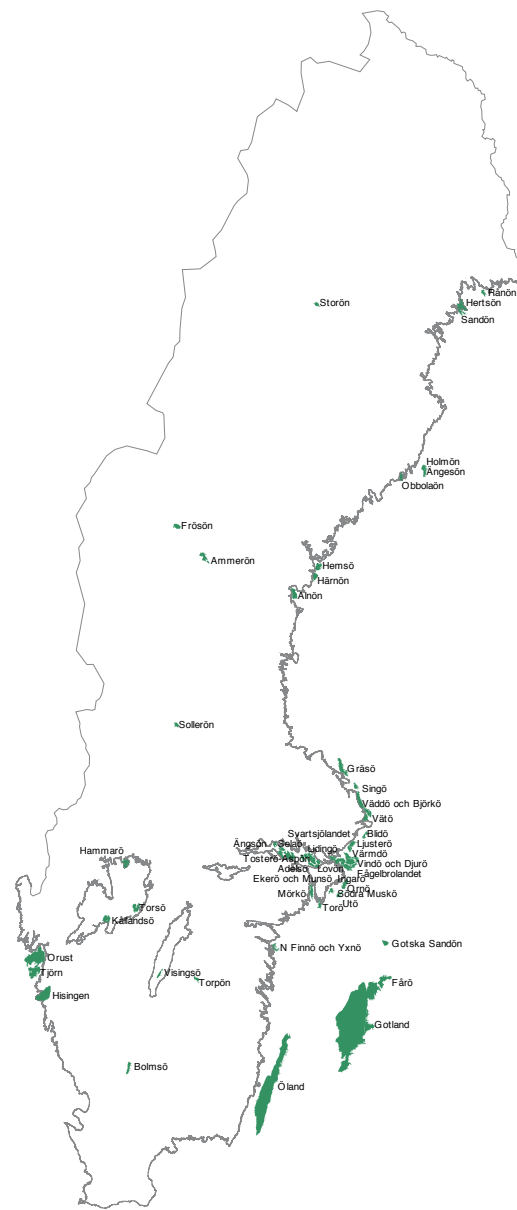 Rånön
Storön
Hertsön
Sandön
Holmön
Ängesön
Obbolaön
Frösön
Ammerön
Hemsö
Härnön
Alnön
Sollerön
Gräsö
Singö
Väddö och Björkö
Vätö
Svartsjölandet
Blidö
Ängsön
Selaö
Lidingö
Ljusterö
Värmdö
Hammarö
Tosterö-Aspön
Vindö och Djurö
Adelsö
Lovön
Fågelbrolandet
Ekerö och Munsö
Ingarö
Ornö
Mörkö
Södra Muskö
Utö
Torö
Torsö
Kållandsö
N Finnö och Yxnö
Gotska Sandön
Orust
Tjörn
Visingsö
Torpön
Fårö
Hisingen
Gotland
Bolmsö
Öland